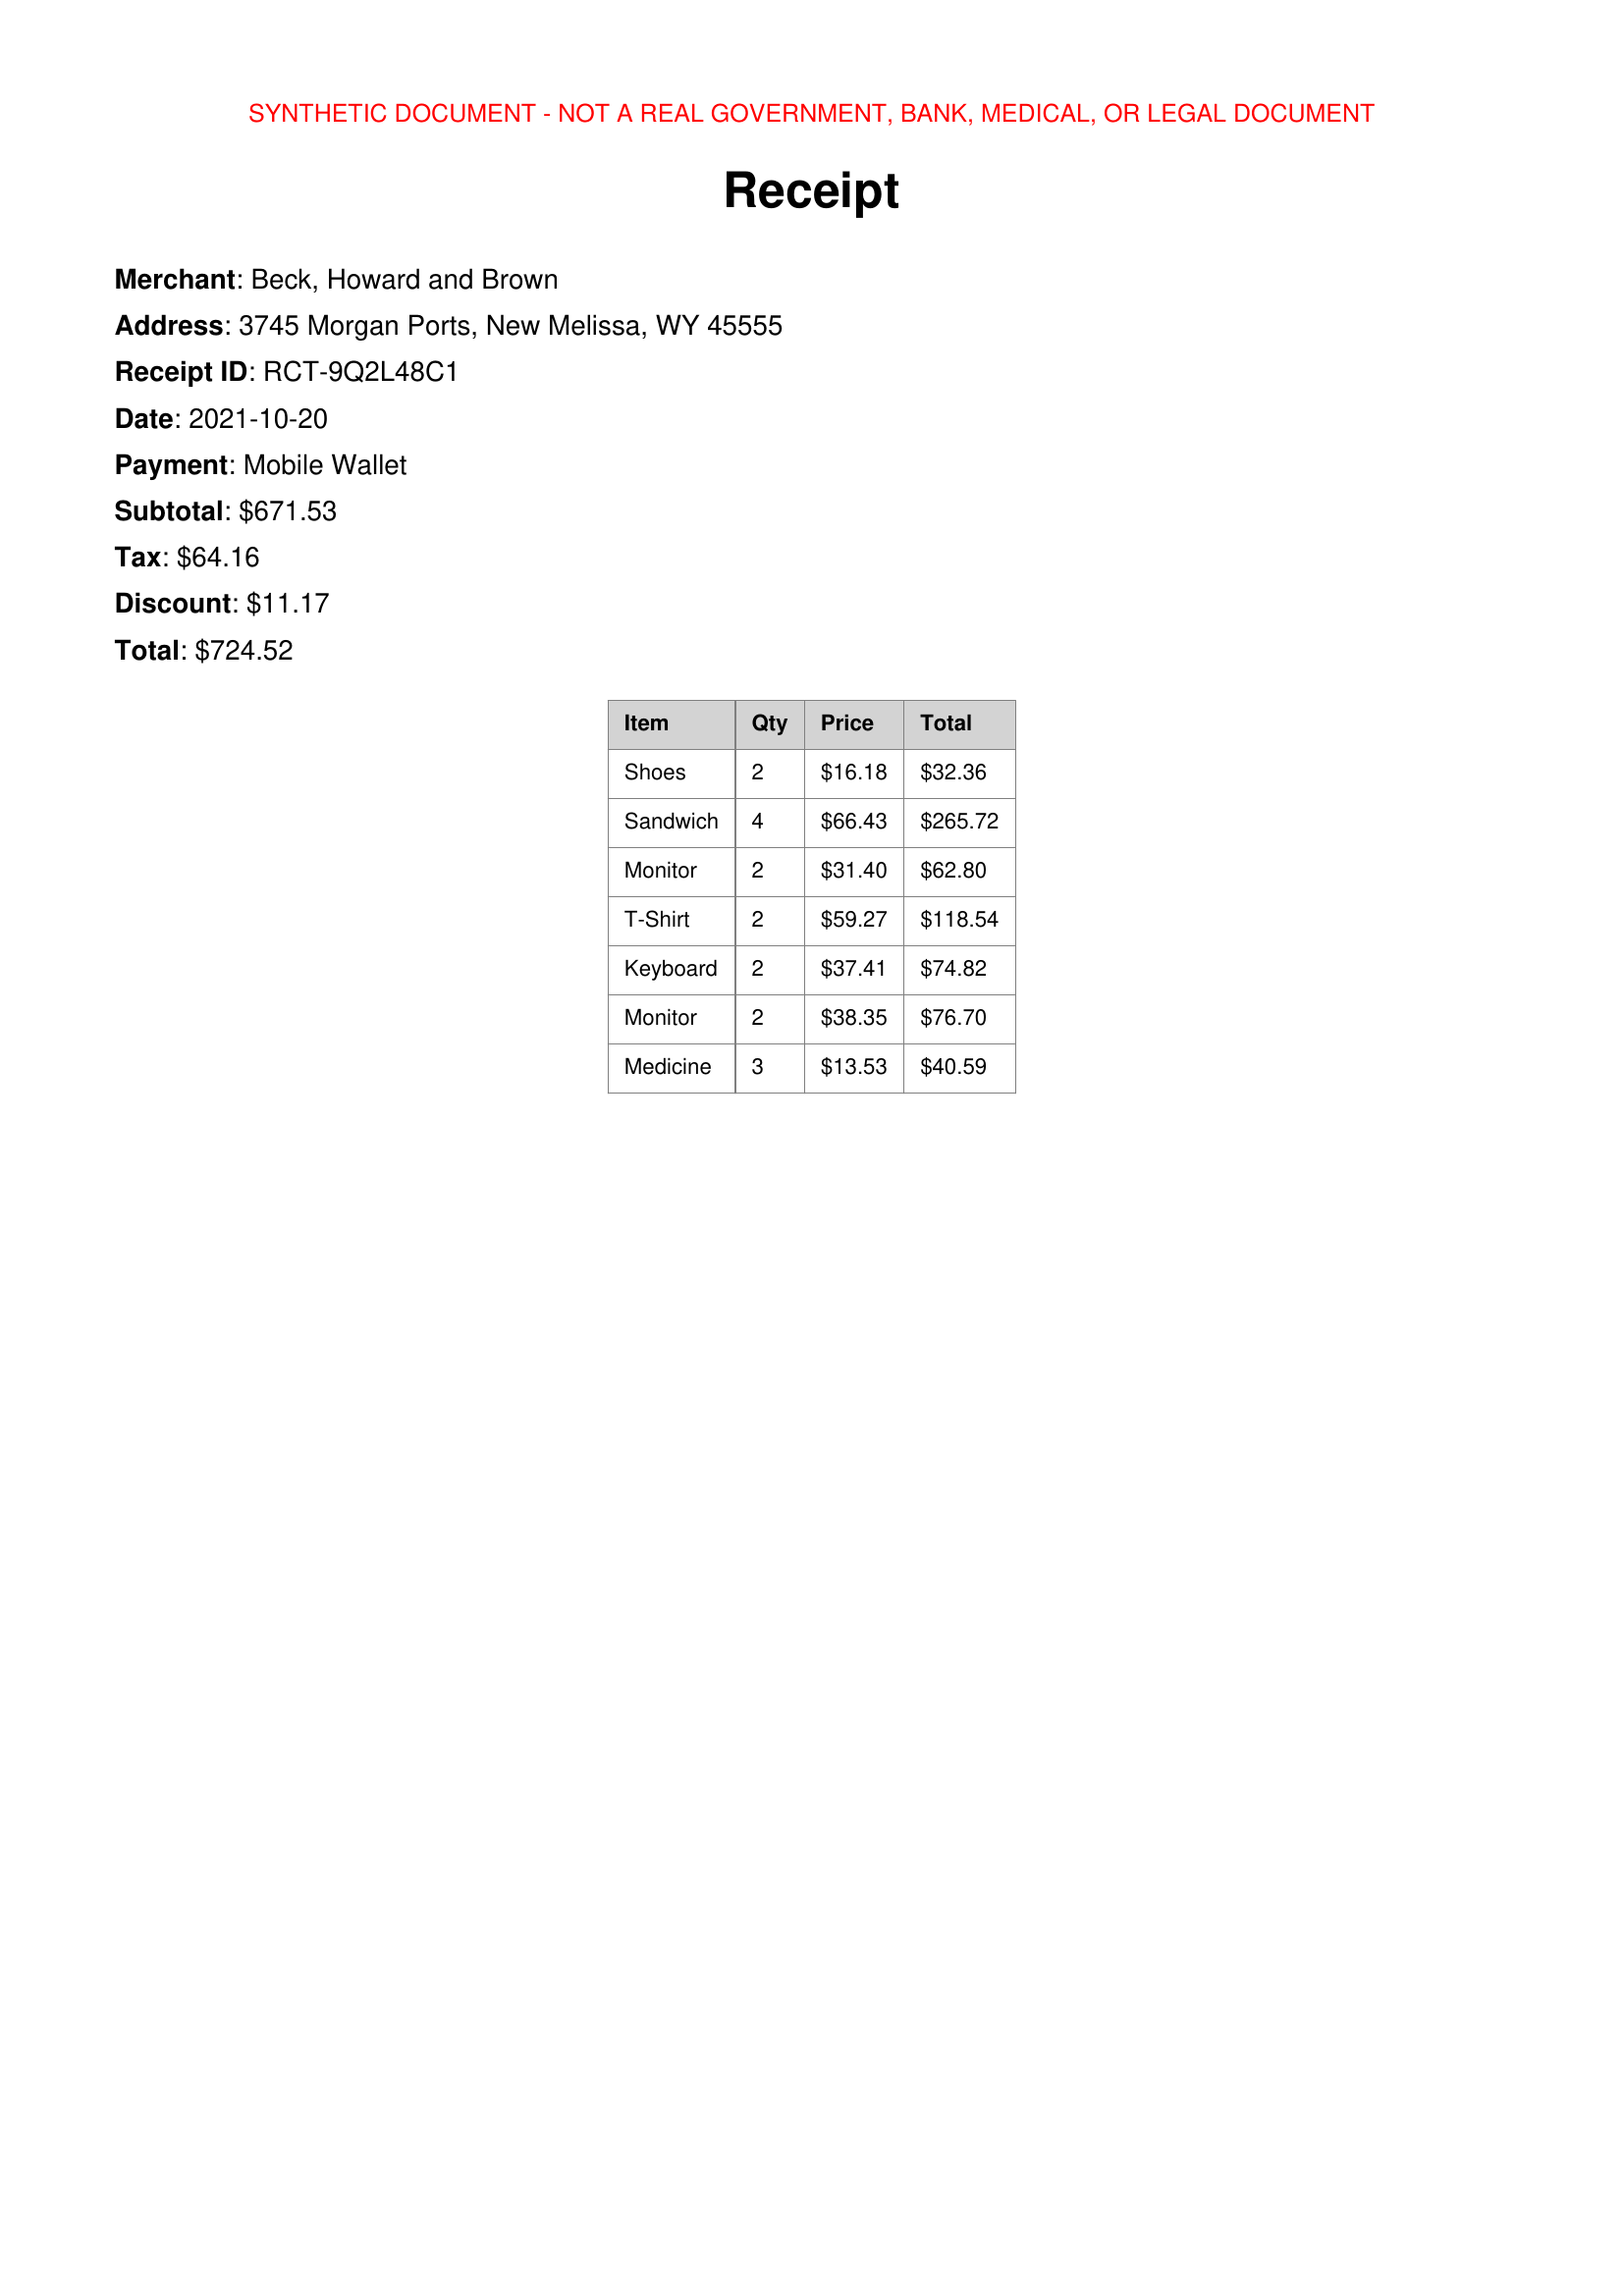 SYNTHETIC DOCUMENT - NOT A REAL GOVERNMENT, BANK, MEDICAL, OR LEGAL DOCUMENT
Receipt
Merchant: Beck, Howard and Brown
Address: 3745 Morgan Ports, New Melissa, WY 45555
Receipt ID: RCT-9Q2L48C1
Date: 2021-10-20
Payment: Mobile Wallet
Subtotal: $671.53
Tax: $64.16
Discount: $11.17
Total: $724.52
Item Qty Price Total
Shoes 2 $16.18 $32.36
Sandwich 4 $66.43 $265.72
Monitor 2 $31.40 $62.80
T-Shirt 2 $59.27 $118.54
Keyboard 2 $37.41 $74.82
Monitor 2 $38.35 $76.70
Medicine 3 $13.53 $40.59